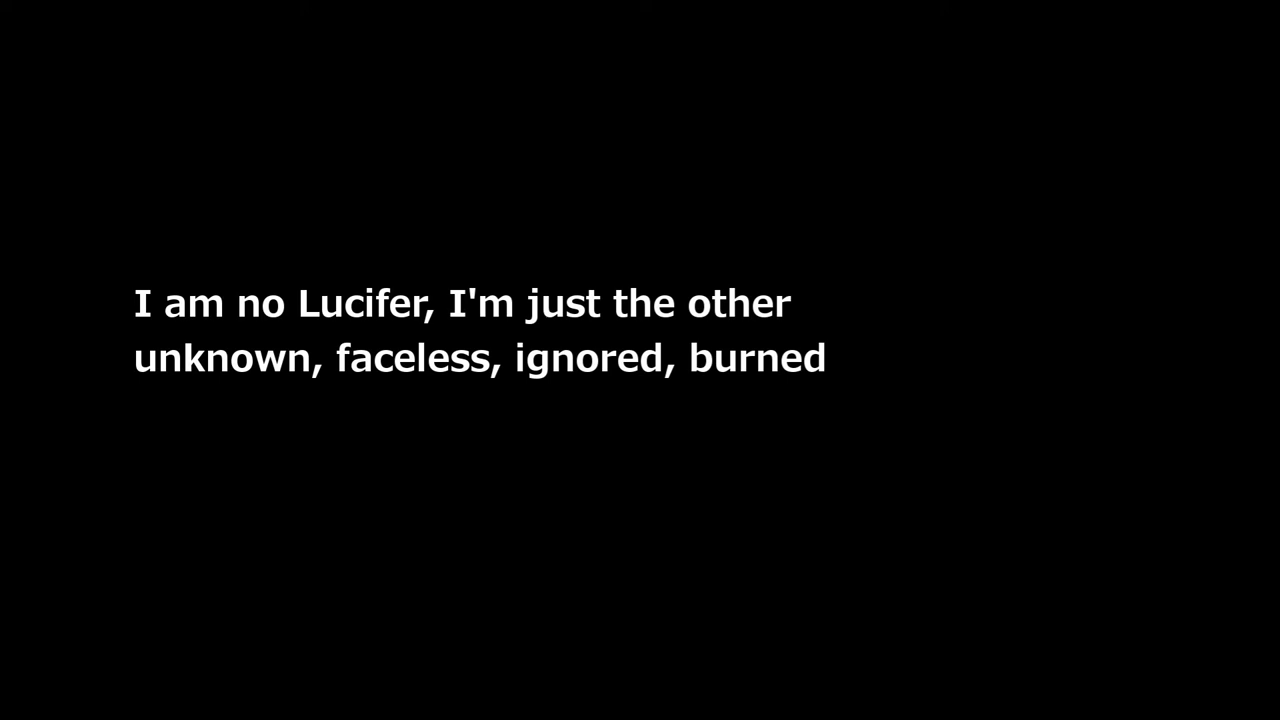 I am no Lucifer, I'm just the other
unknown, faceless, ignored, burned